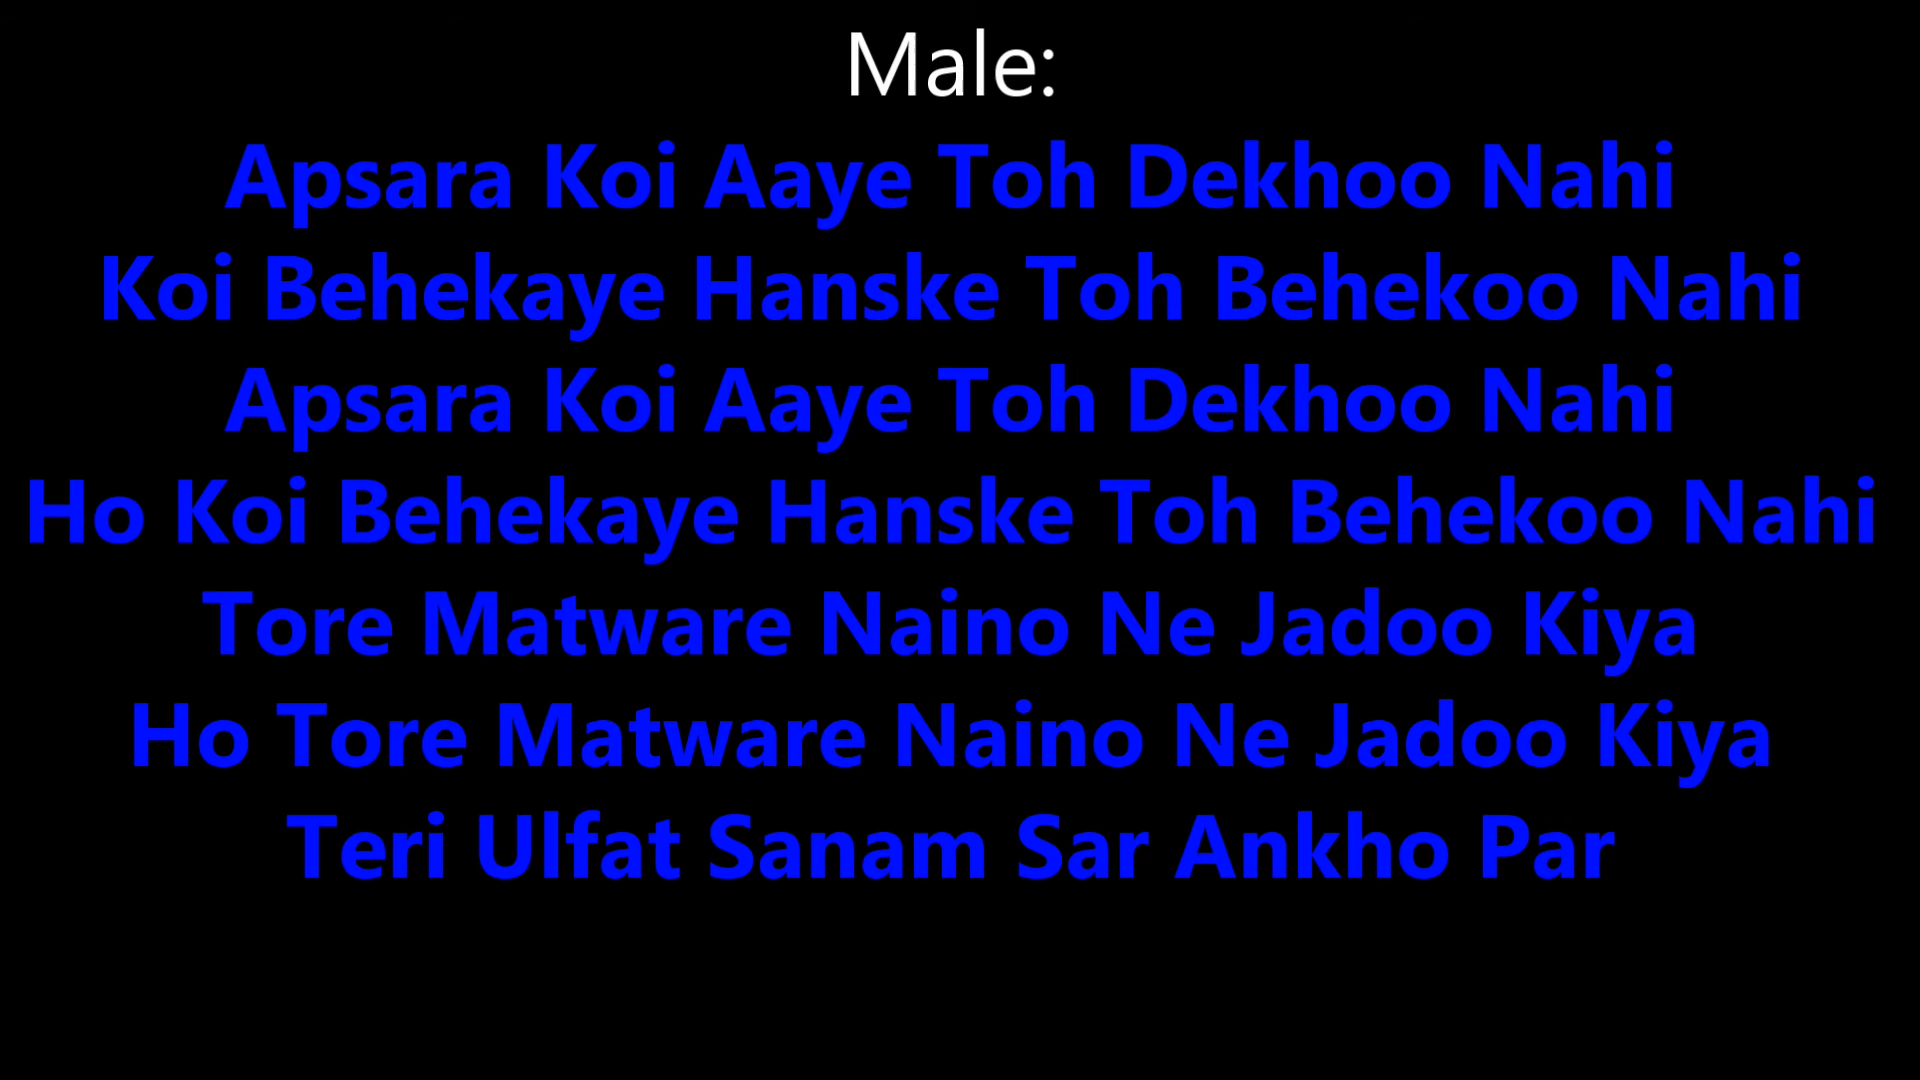 Male:
Apsara Koi Aaye Toh Dekhoo Nahi
Koi Behekaye Hanske Toh Behekoo Nahi
Apsara Koi Aaye Toh Dekhoo Nahi
Ho Koi Behekaye Hanske Toh Behekoo Nahi
Tore Matware Naino Ne Jadoo Kiya
Ho Tore Matware Naino Ne Jadoo Kiya
Teri Ulfat Sanam Sar Ankho Par